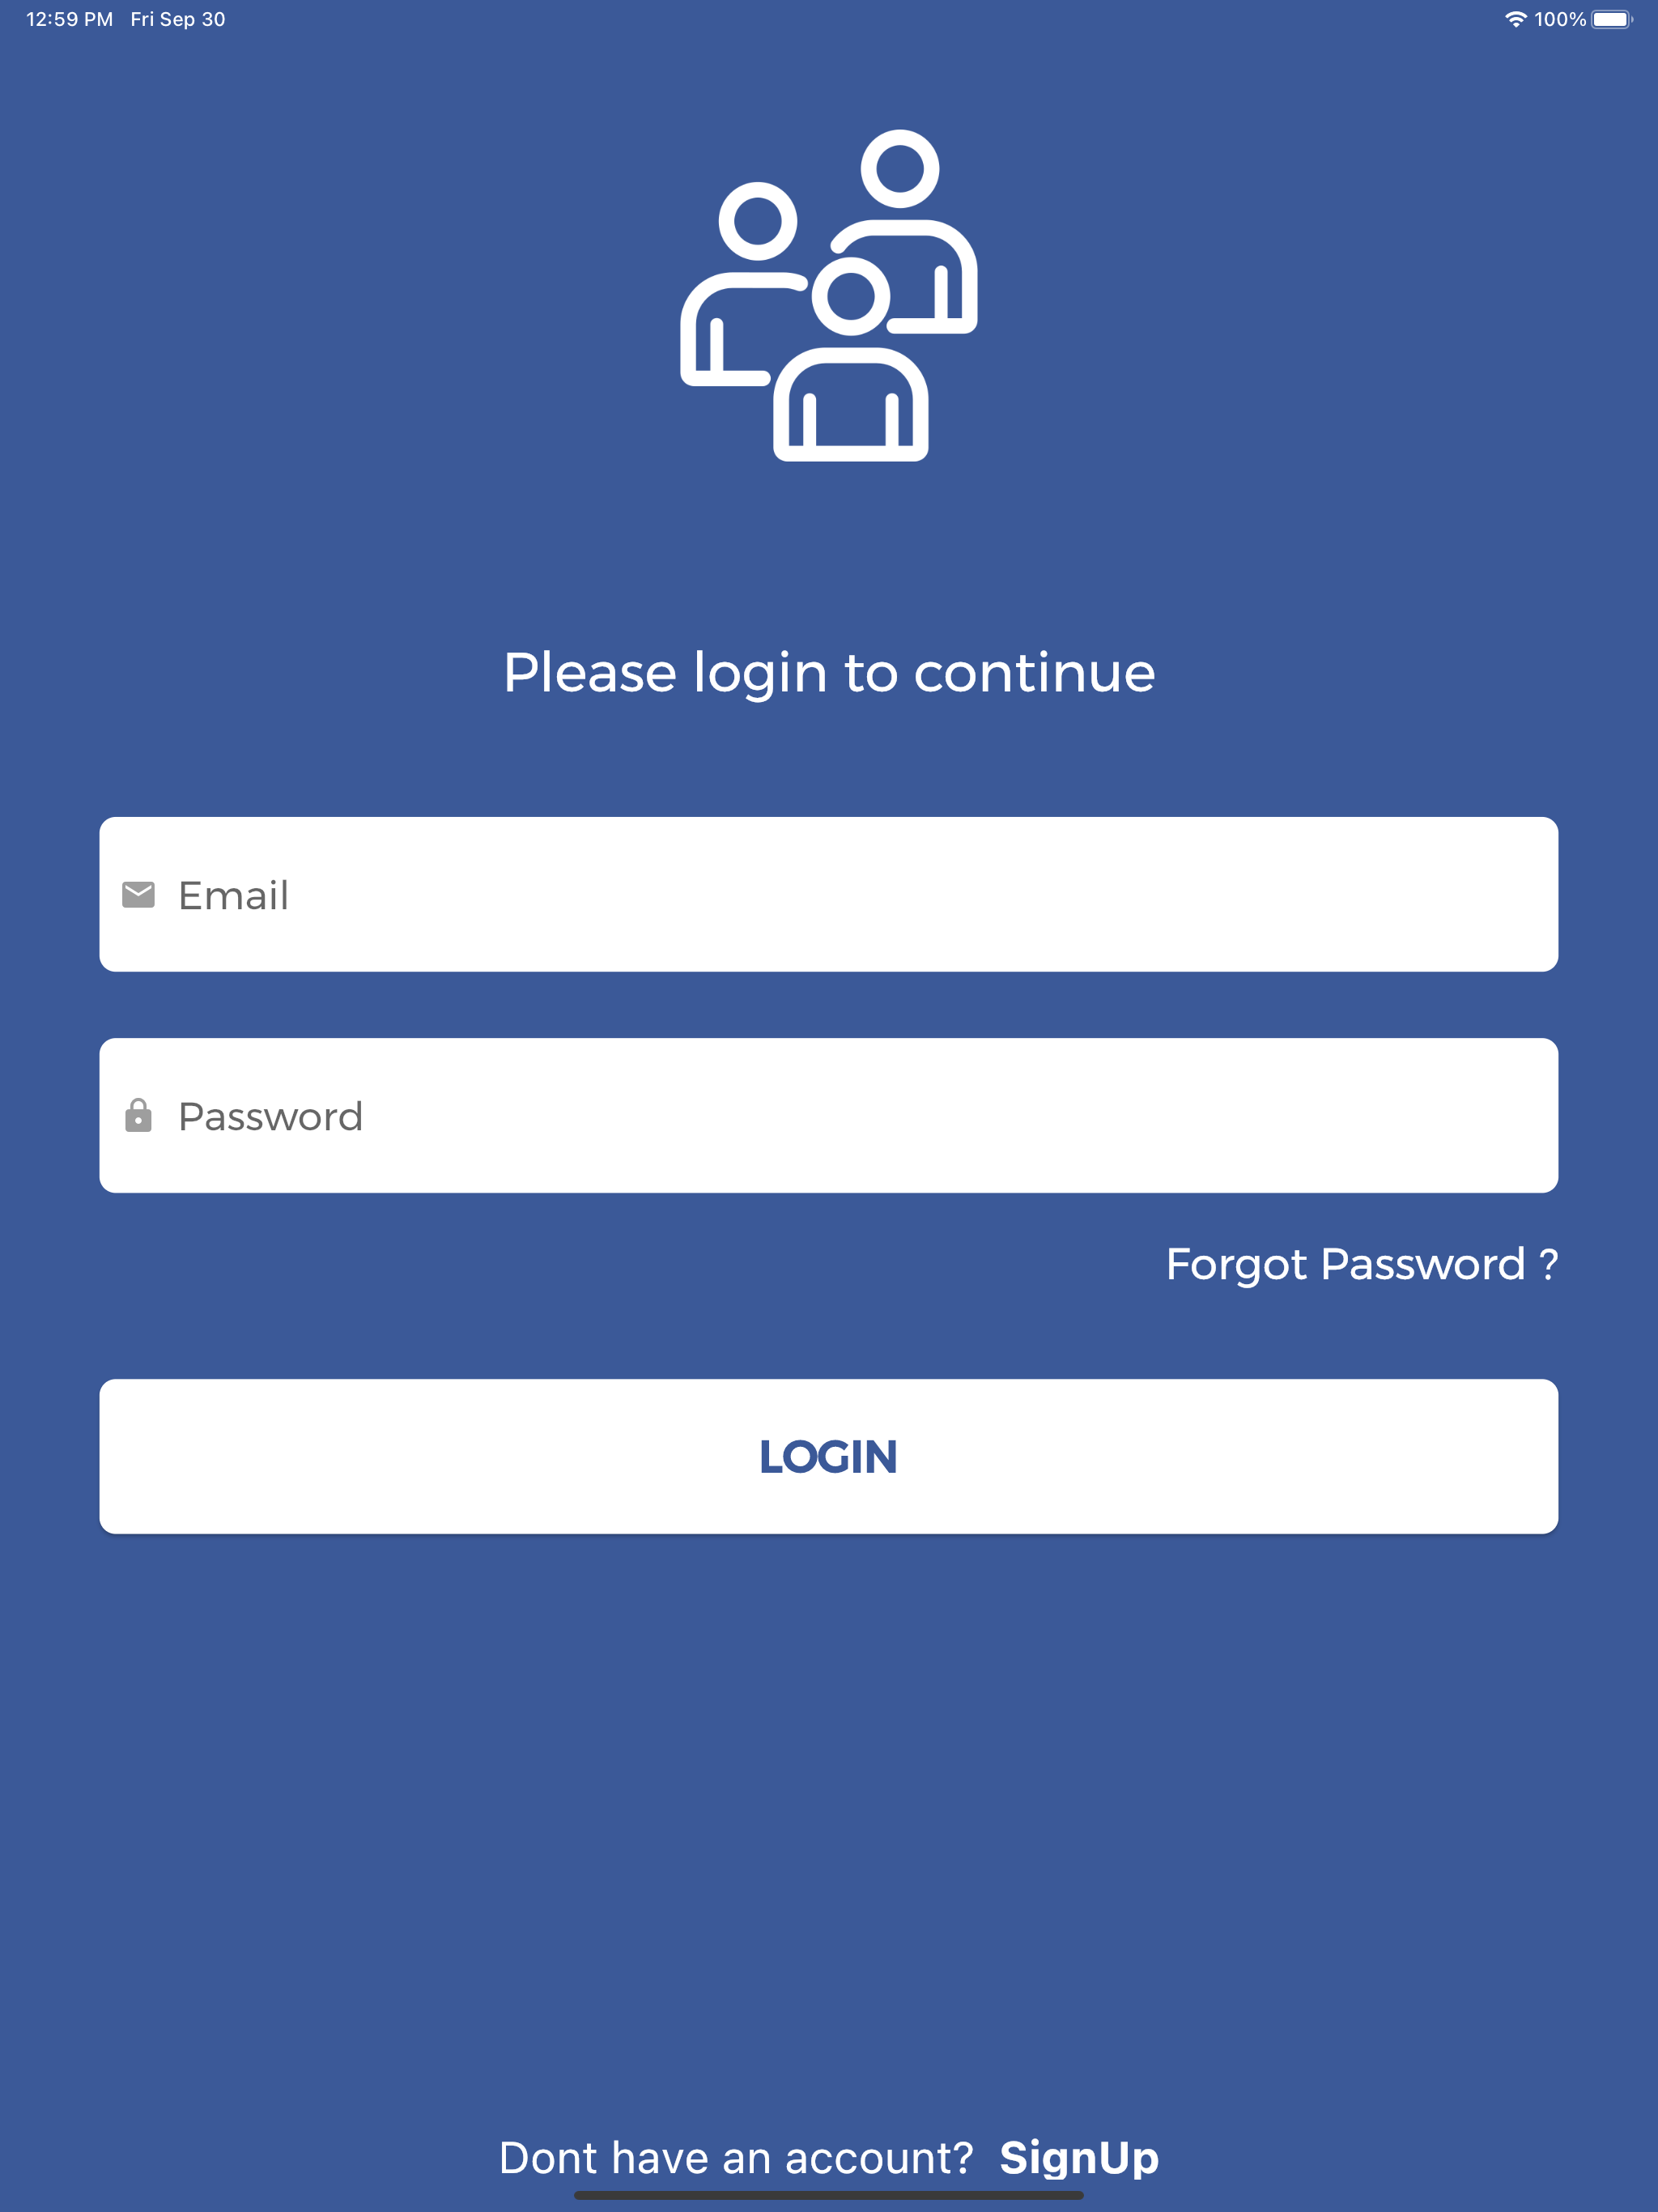 12:59 PM Fri Sep 30 100%
Please login to continue
Email
Password
Forgot Password ?
LOGIN
Dont have an account? SignUp